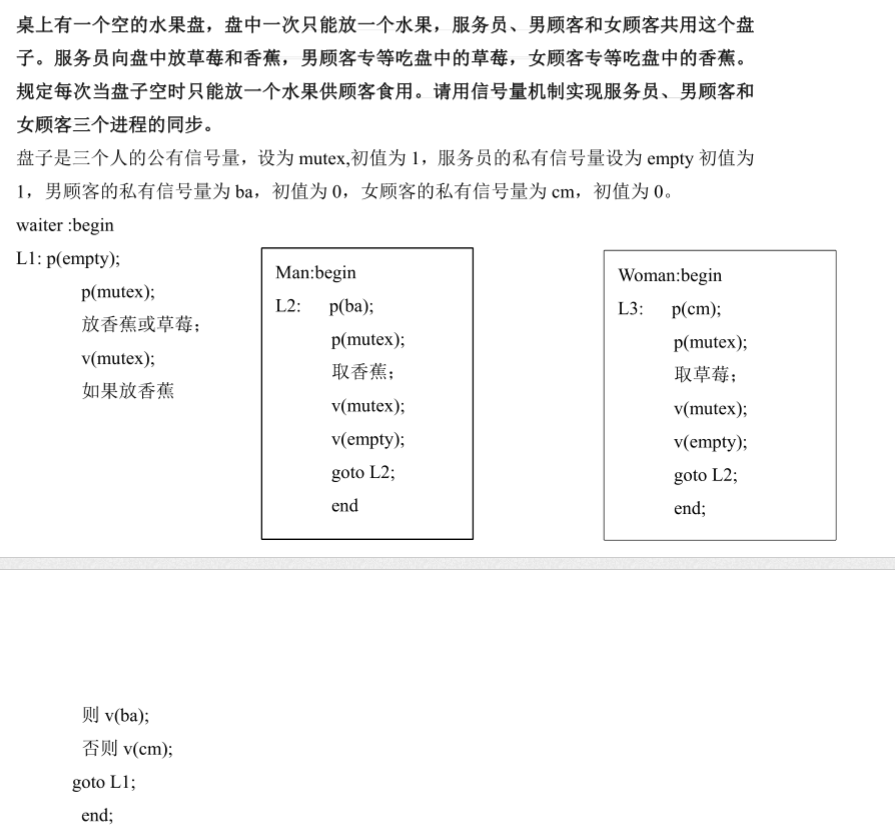 桌上有一个空的水果盘，盘中一次只能放一个水果，服务员、男顾客和女顾客共用这个盘
子。服务员向盘中放草莓和香蕉，男顾客专等吃盘中的草莓，女顾客专等吃盘中的香蕉。
规定每次当盘子空时只能放一个水果供顾客食用。请用信号量机制实现服务员、男顾客和
女顾客三个进程的同步。
盘子是三个人的公有信号量，设为 mutex,初值为 1，服务员的私有信号量设为 empty 初值为
1，男顾客的私有信号量为 ba，初值为 0，女顾客的私有信号量为 cm，初值为 0。
waiter :begin
L1: p(empty);
p(mutex);
放香蕉或草莓；
v(mutex);
如果放香蕉
Man:begin
L2: p(ba);
p(mutex);
取香蕉；
v(mutex);
v(empty);
goto L2;
end
Woman:begin
L3: p(cm);
p(mutex);
取草莓；
v(mutex);
v(empty);
goto L2;
end;
则 v(ba);
否则 v(cm);
goto L1;
end;